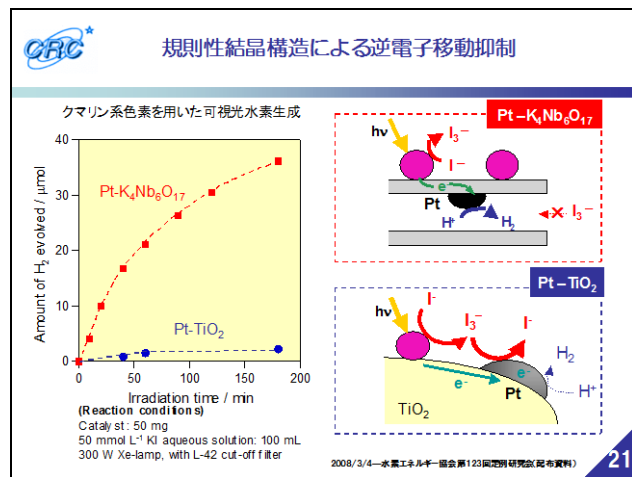 CRC
規則性結晶構造による逆電子移動抑制
クマリン系色素を用いた可視光水素生成
Amount of H₂ evolved / μmol
40
30
20
10
0
Pt-K₄Nb₆O₁₇
Pt-TiO₂
0 50 100 150 200
Irradiation time / min
(Reaction conditions)
Catalyst: 50 mg
50 mmol L⁻¹ KI aqueous solution: 100 mL
300 W Xe-lamp, with L-42 cut-off filter
Pt–K₄Nb₆O₁₇
hν
I₃⁻
I⁻
e⁻
Pt
H⁺
H₂
I₃⁻
Pt–TiO₂
hν
I⁻
I₃⁻
I⁻
H₂
e⁻
H⁺
e⁻
Pt
TiO₂
2008/3/4—水素エネルギー協会第123回定例研究会(配布資料)
21